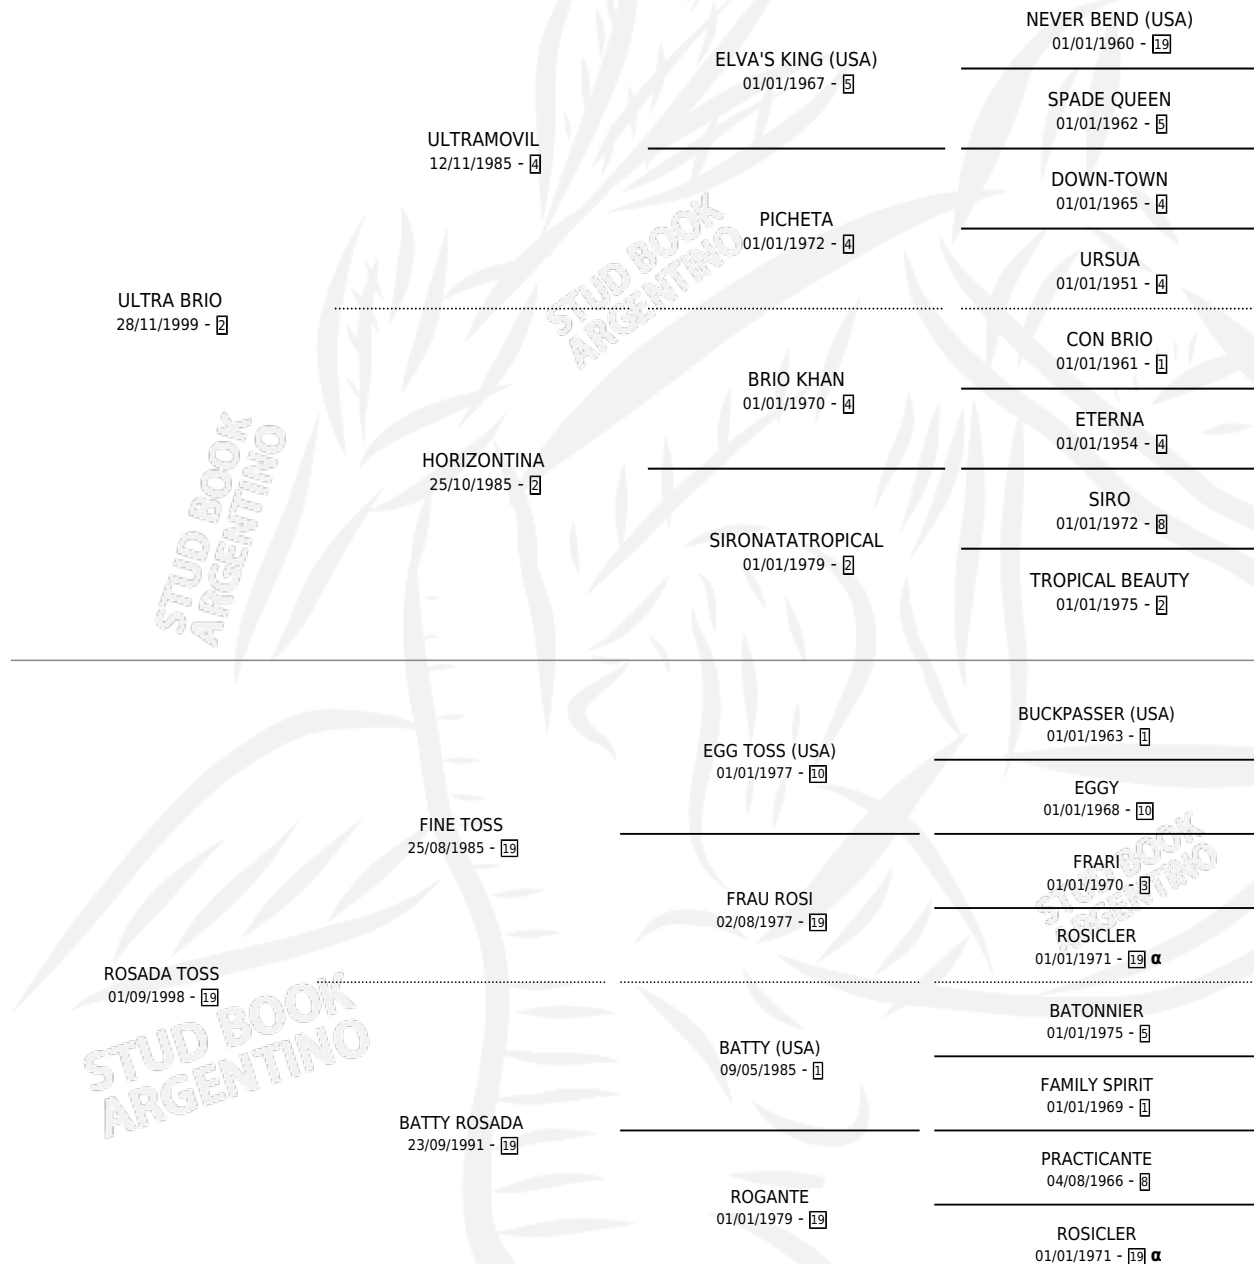 NEVER BEND (USA)
01/01/1960 - 19
ELVA'S KING (USA)
01/01/1967 - 5
SPADE QUEEN
01/01/1962 - 5
ULTRAMOVIL
12/11/1985 - 4
DOWN-TOWN
01/01/1965 - 4
PICHETA
01/01/1972 - 4
URSUA
01/01/1951 - 4
ULTRA BRIO
28/11/1999 - 2
CON BRIO
01/01/1961 - 1
BRIO KHAN
01/01/1970 - 4
ETERNA
01/01/1954 - 4
HORIZONTINA
25/10/1985 - 2
SIRO
01/01/1972 - 8
SIRONATATROPICAL
01/01/1979 - 2
TROPICAL BEAUTY
01/01/1975 - 2
BUCKPASSER (USA)
01/01/1963 - 1
EGG TOSS (USA)
01/01/1977 - 10
EGGY
01/01/1968 - 10
FINE TOSS
25/08/1985 - 19
FRARI
01/01/1970 - 3
FRAU ROSI
02/08/1977 - 19
ROSICLER
01/01/1971 - 19 α
ROSADA TOSS
01/09/1998 - 19
BATONNIER
01/01/1975 - 5
BATTY (USA)
09/05/1985 - 1
FAMILY SPIRIT
01/01/1969 - 1
BATTY ROSADA
23/09/1991 - 19
PRACTICANTE
04/08/1966 - 8
ROGANTE
01/01/1979 - 19
ROSICLER
01/01/1971 - 19 α
STUD BOOK
ARGENTINO
STUD BOOK
ARGENTINO
STUD BOOK
ARGENTINO
STUD BOOK
ARGENTINO